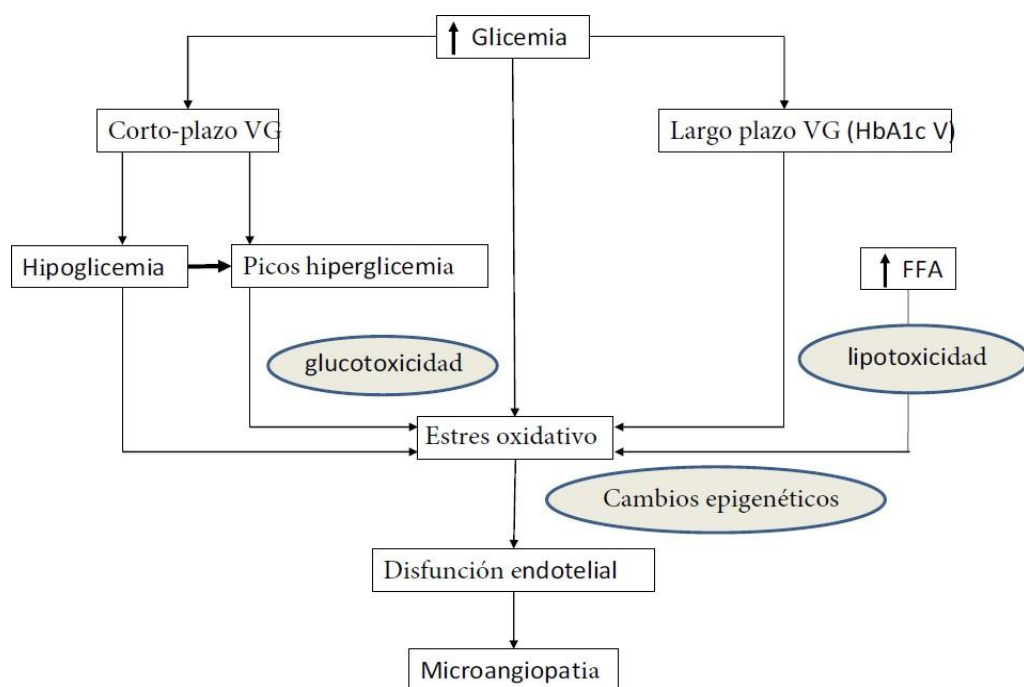 Glicemia
Corto-plazo VG
Largo plazo VG (HbA1c V)
Hipoglicemia
Picos hiperglicemia
FFA
glucotoxicidad
lipotoxicidad
Estres oxidativo
Cambios epigenéticos
Disfunción endotelial
Microangiopatia